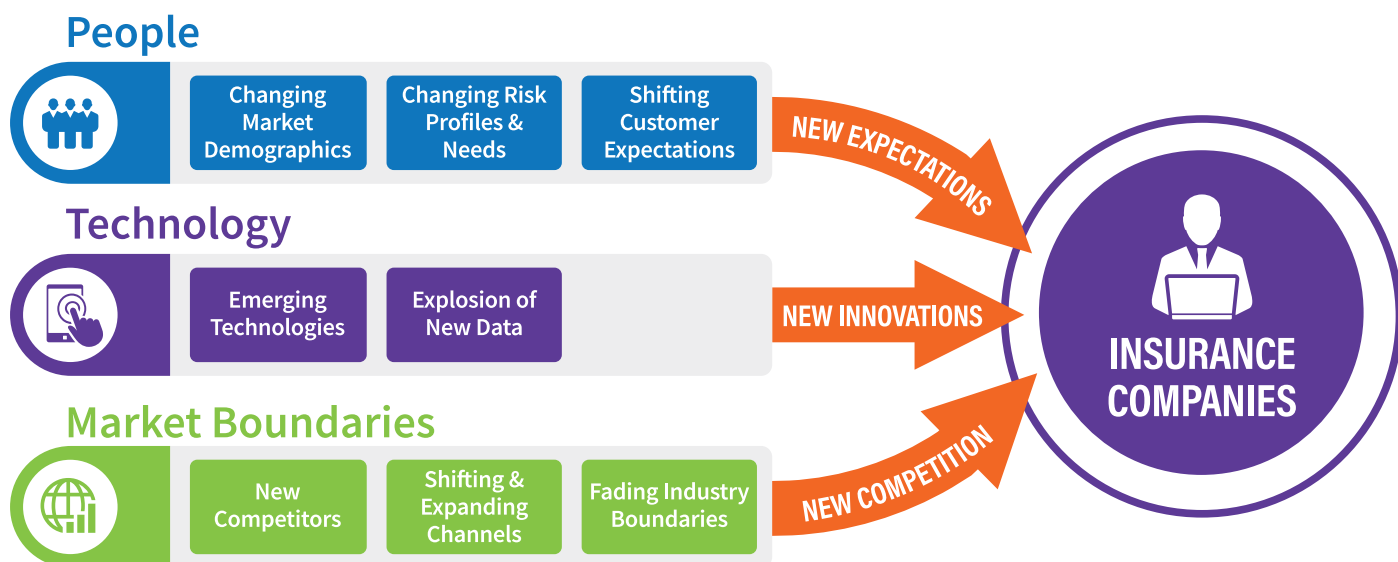 People
Changing
Market
Demographics
Changing Risk
Profiles &
Needs
Shifting
Customer
Expectations
NEW EXPECTATIONS
Technology
Emerging
Technologies
Explosion of
New Data
NEW INNOVATIONS
Market Boundaries
New
Competitors
Shifting &
Expanding
Channels
Fading Industry
Boundaries
NEW COMPETITION
INSURANCE
COMPANIES